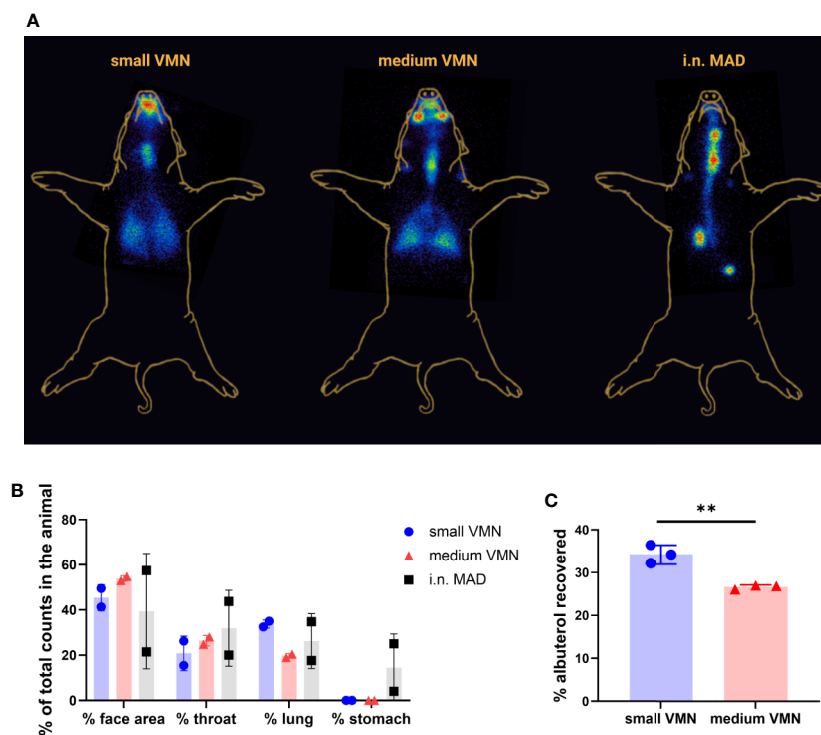 A
small VMN
medium VMN
i.n. MAD
B
% of total counts in the animal
80
60
40
20
0
% face area
% throat
% lung
% stomach
small VMN
medium VMN
i.n. MAD
C
% albuterol recovered
40
30
20
10
0
**
small VMN
medium VMN